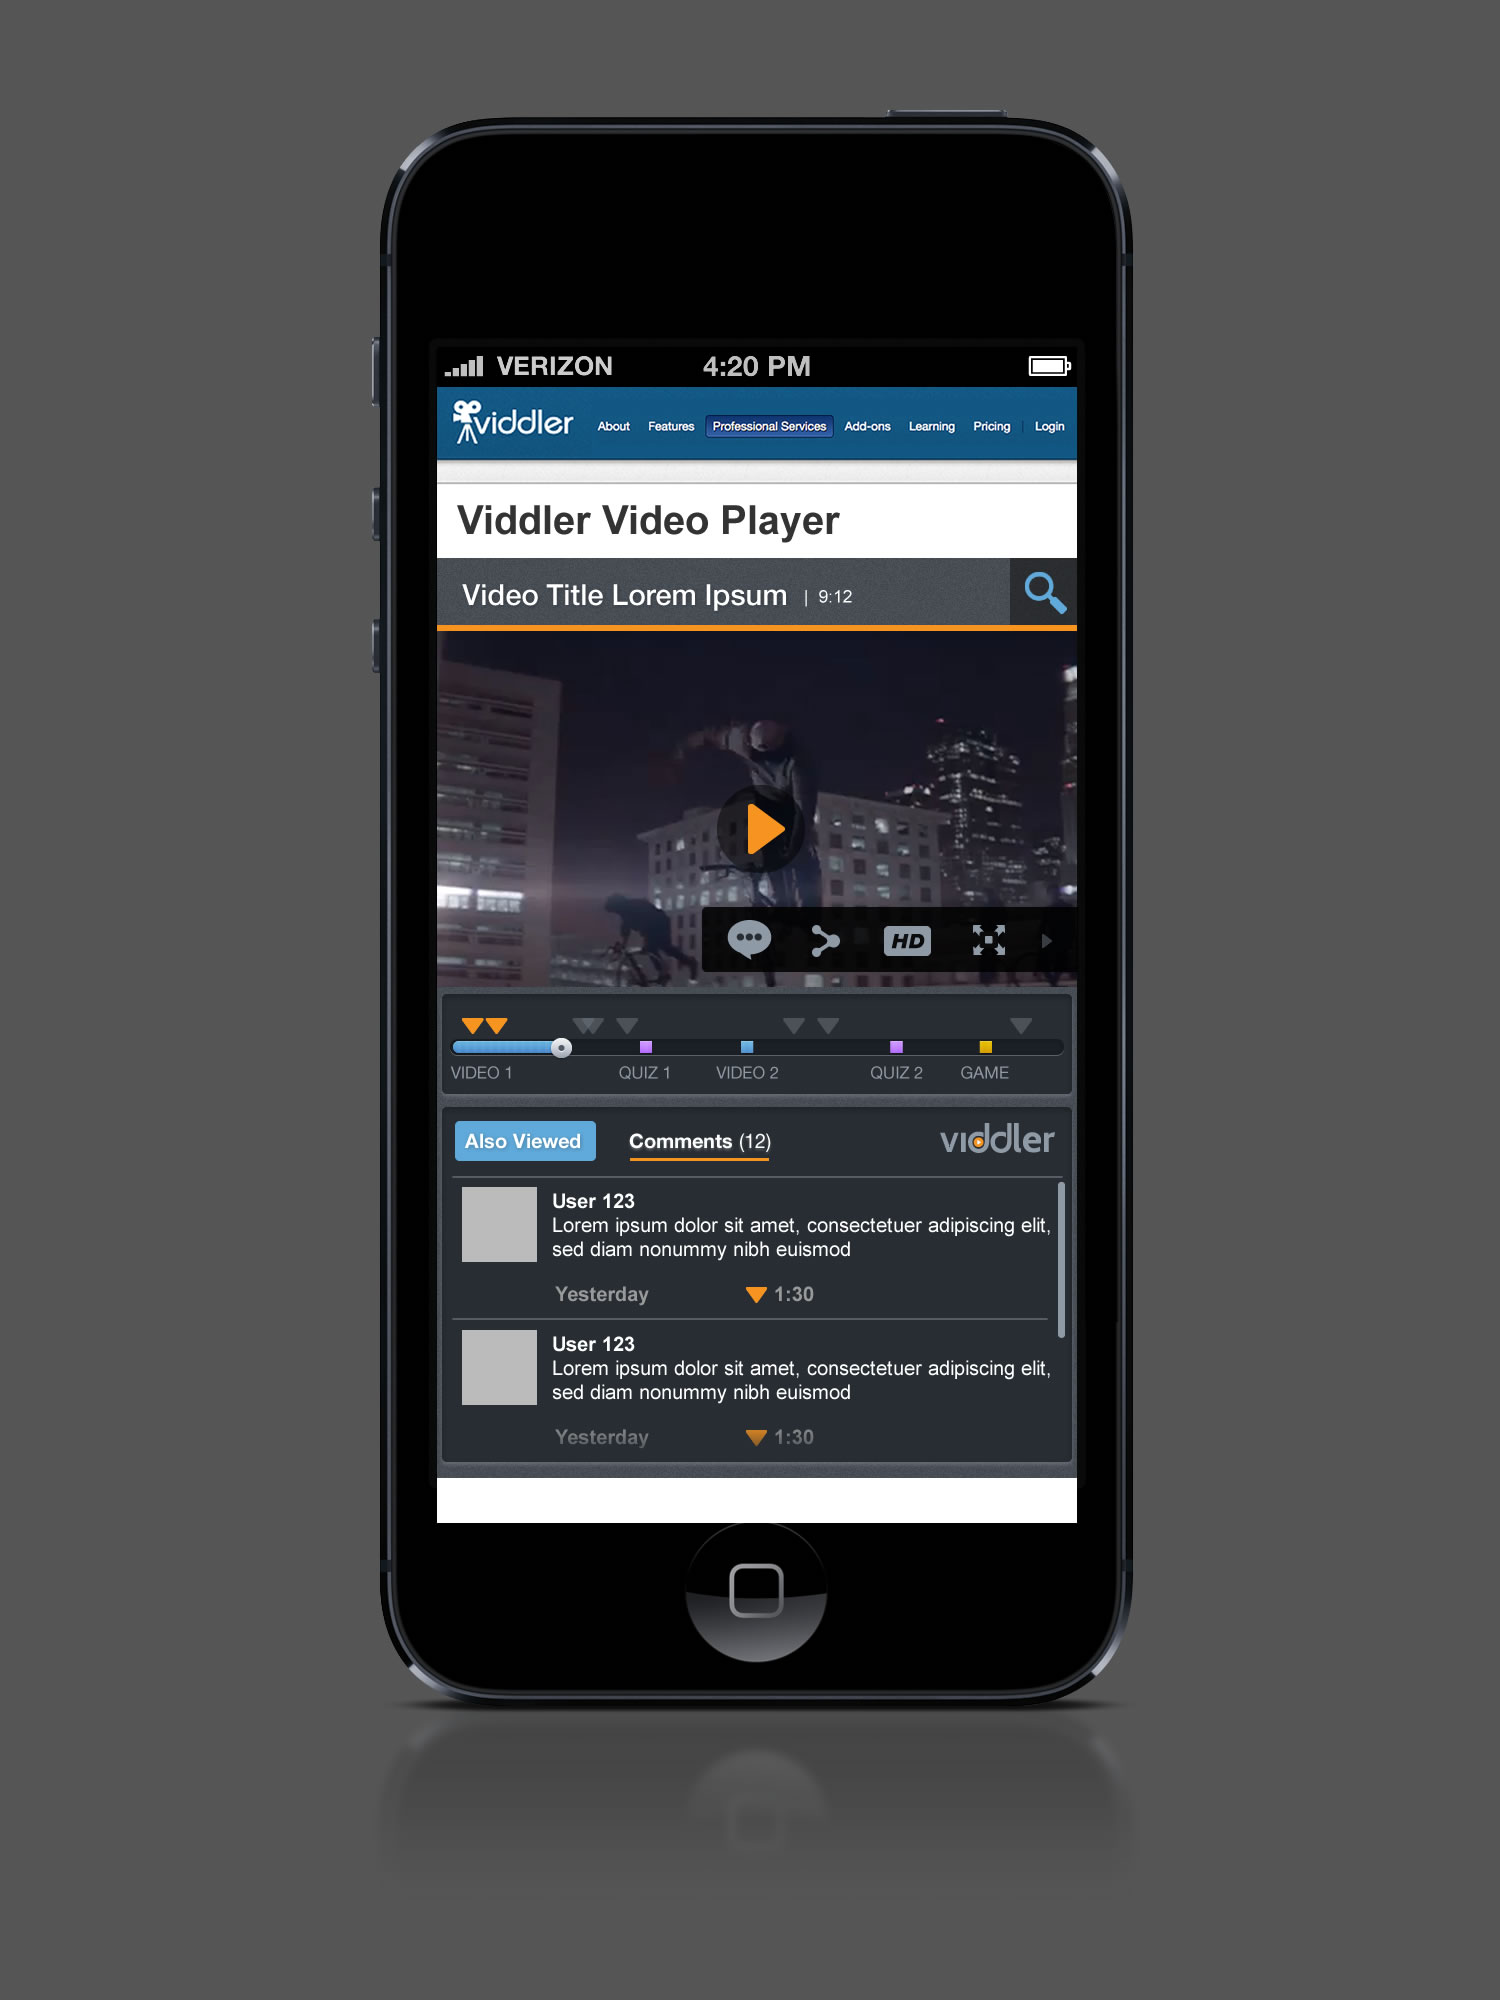 VERIZON 4:20 PM
viddler About Features Professional Services Add-ons Learning Pricing Login
Viddler Video Player
Video Title Lorem Ipsum | 9:12
HD
VIDEO 1 QUIZ 1 VIDEO 2 QUIZ 2 GAME
Also Viewed Comments (12) viddler
User 123
Lorem ipsum dolor sit amet, consectetuer adipiscing elit,
sed diam nonummy nibh euismod
Yesterday 1:30
User 123
Lorem ipsum dolor sit amet, consectetuer adipiscing elit,
sed diam nonummy nibh euismod
Yesterday 1:30